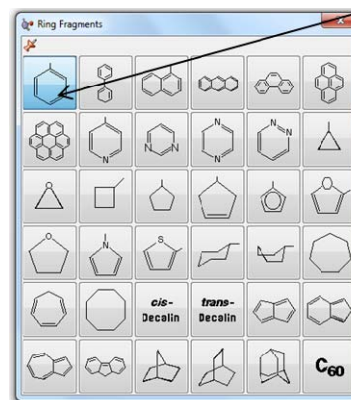 Ring Fragments
N
N N
N
N
N
N
O
O
O
N
S
cis-
Decalin
trans-
Decalin
C60